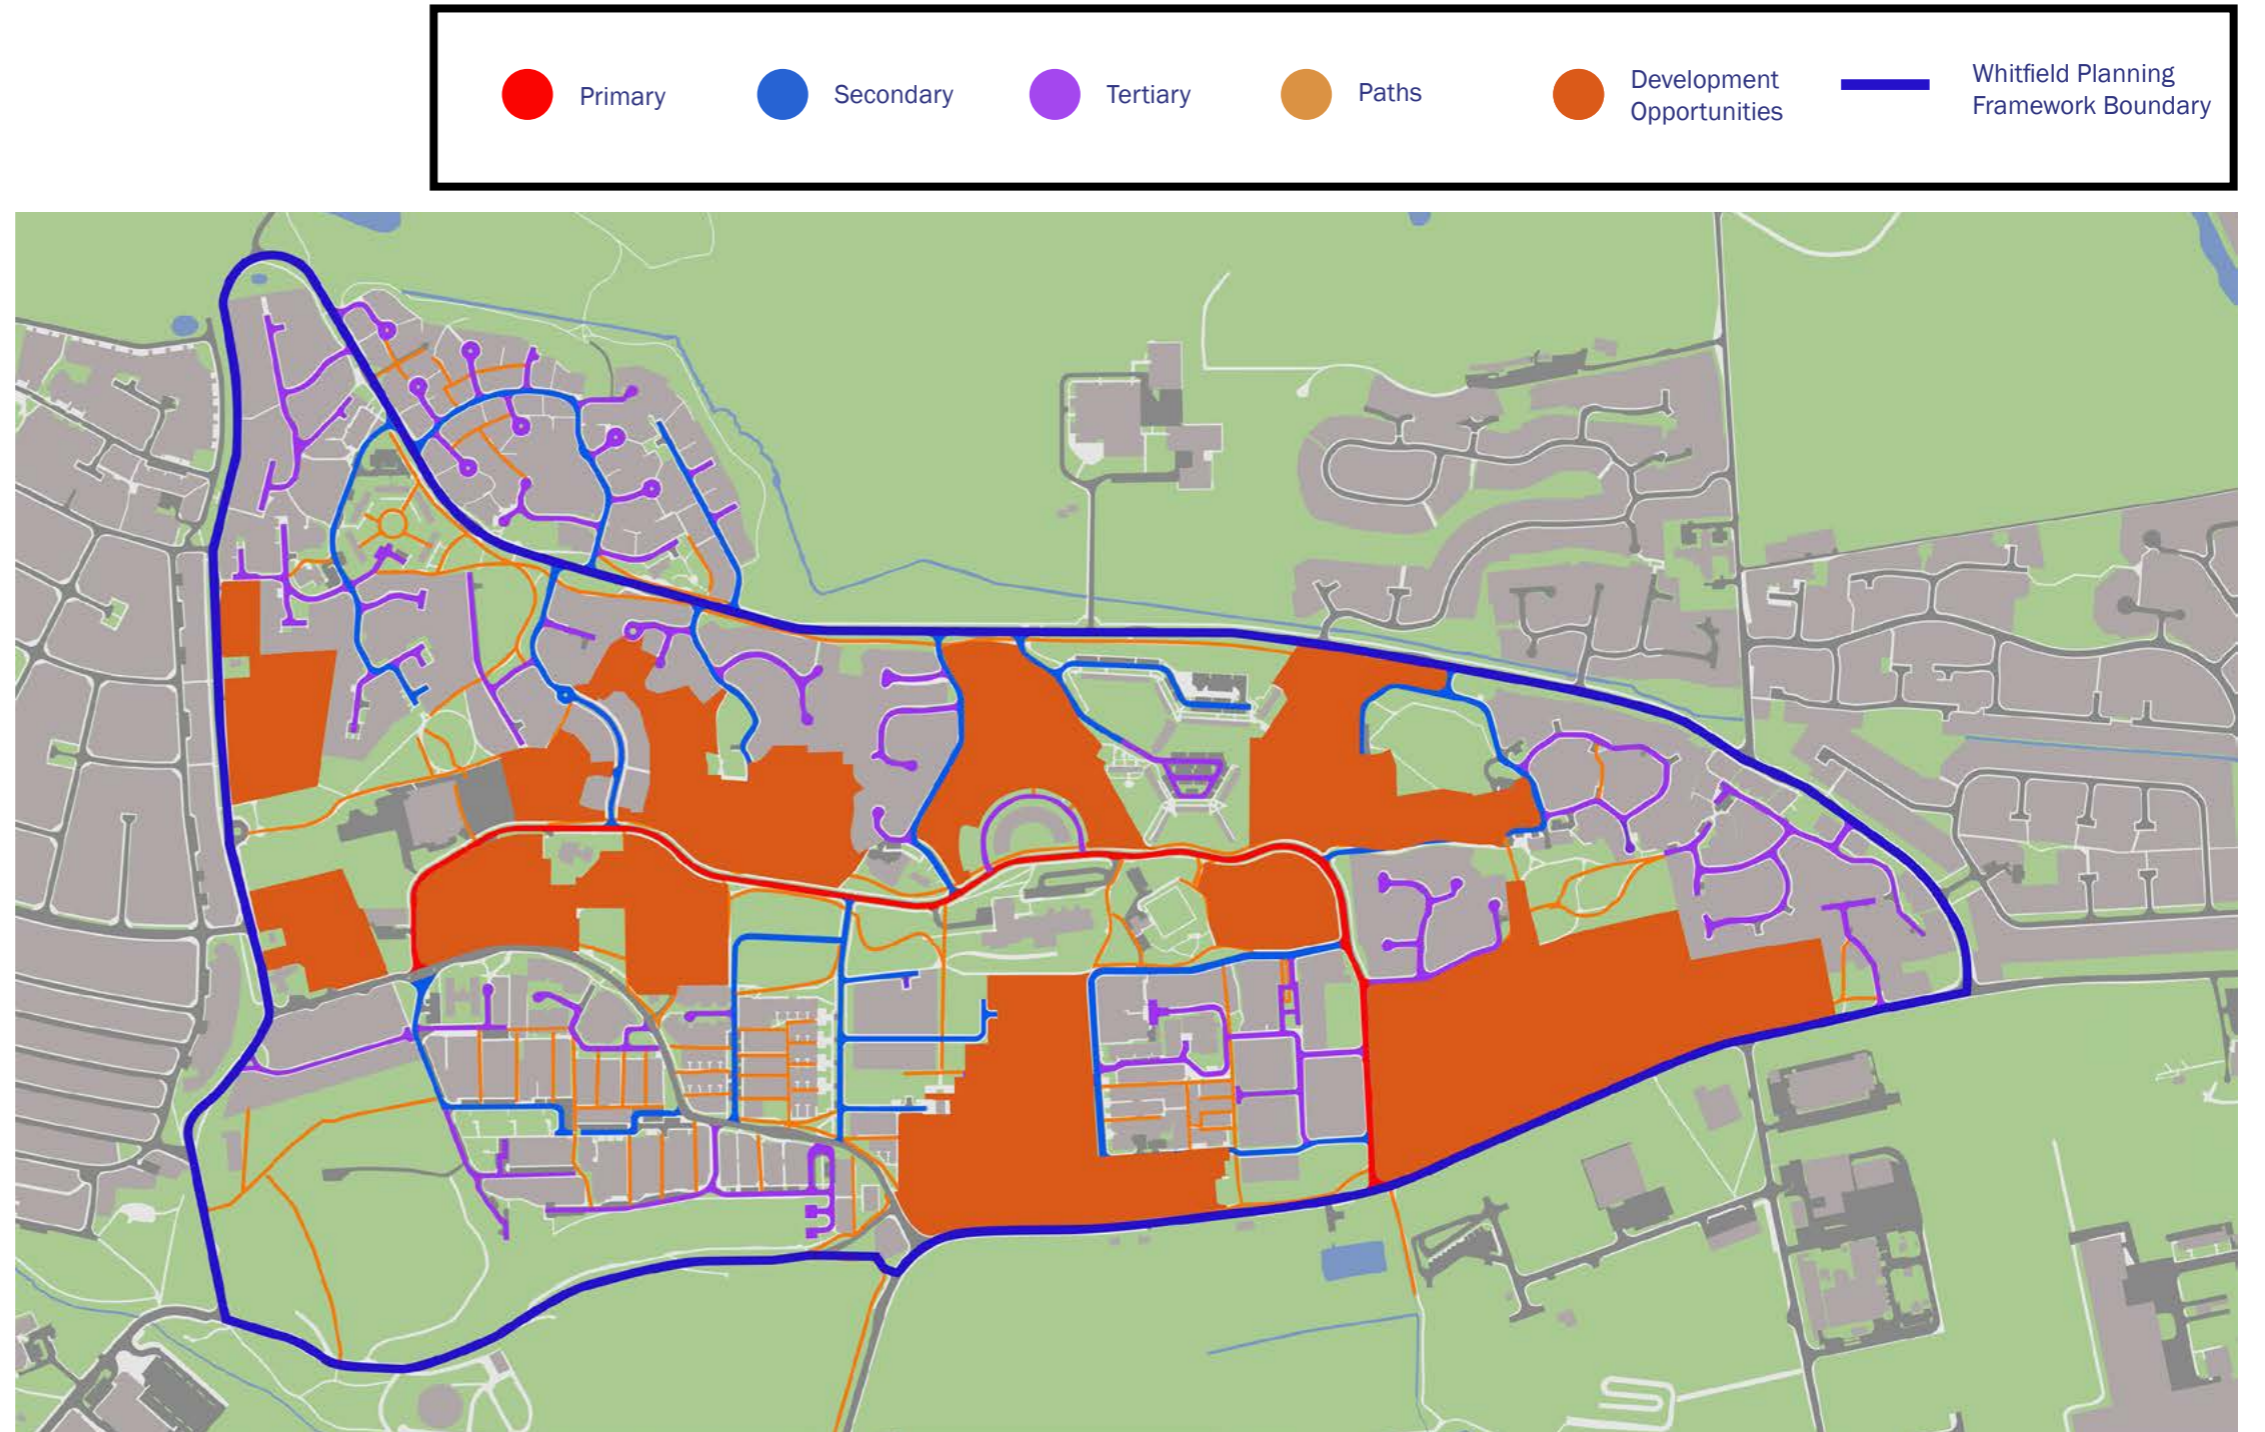 Primary
Secondary
Tertiary
Paths
Development
Opportunities
Whitfield Planning
Framework Boundary